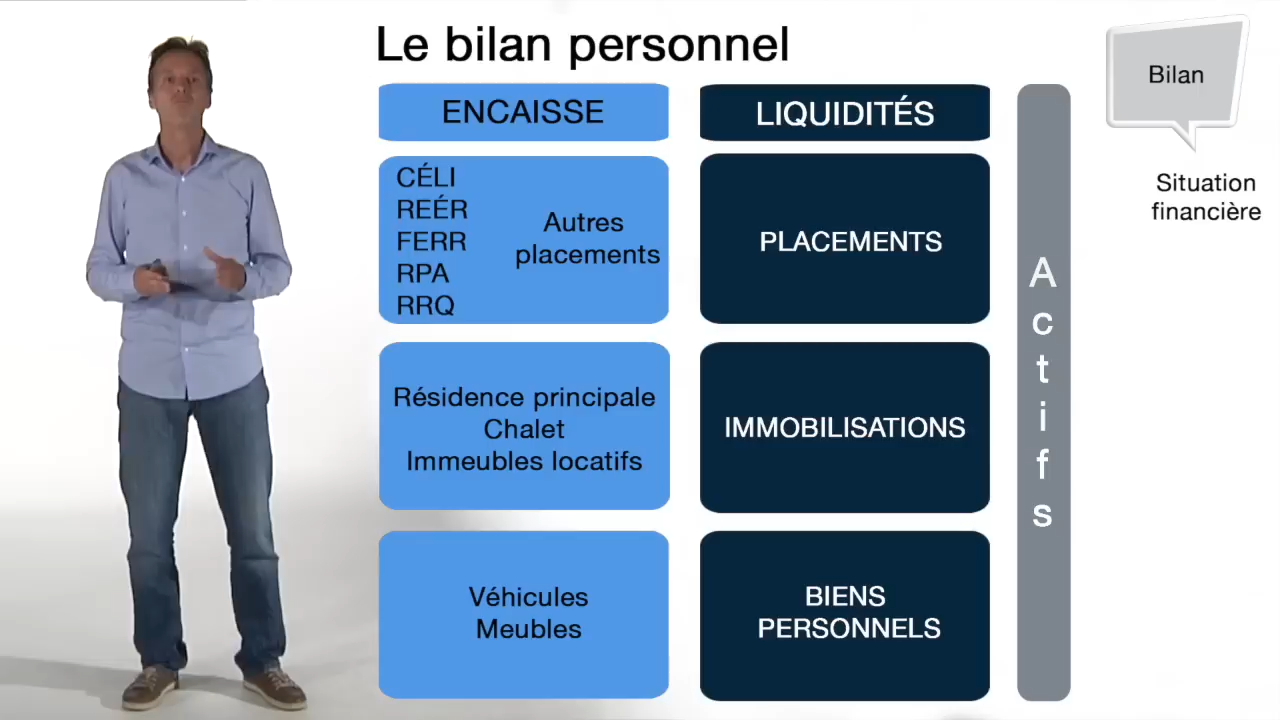 Le bilan personnel
Bilan
Situation
financière
ENCAISSE
LIQUIDITÉS
CÉLI
REÉR
FERR
RPA
RRQ
Autres
placements
PLACEMENTS
Résidence principale
Chalet
Immeubles locatifs
IMMOBILISATIONS
Véhicules
Meubles
BIENS
PERSONNELS
Actifs